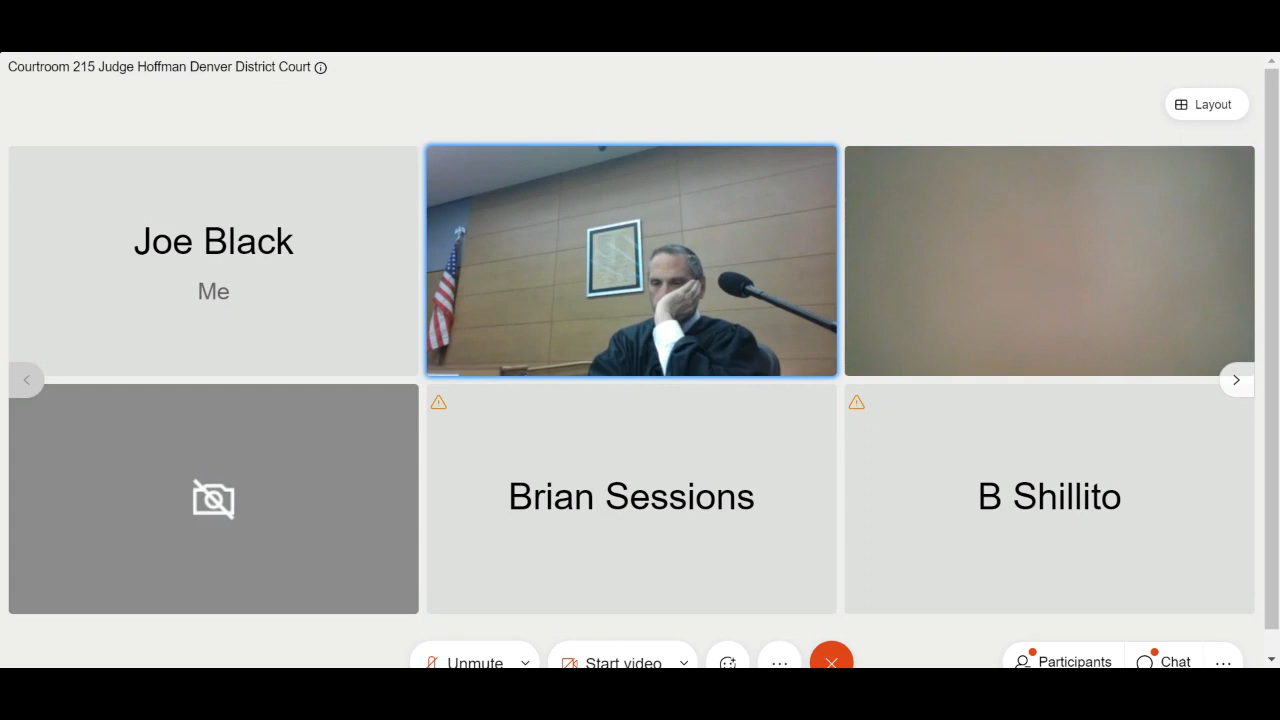 Courtroom 215 Judge Hoffman Denver District Court
Layout
Joe Black
Me
Brian Sessions
B Shillito
Unmute
Start video
Participants
Chat